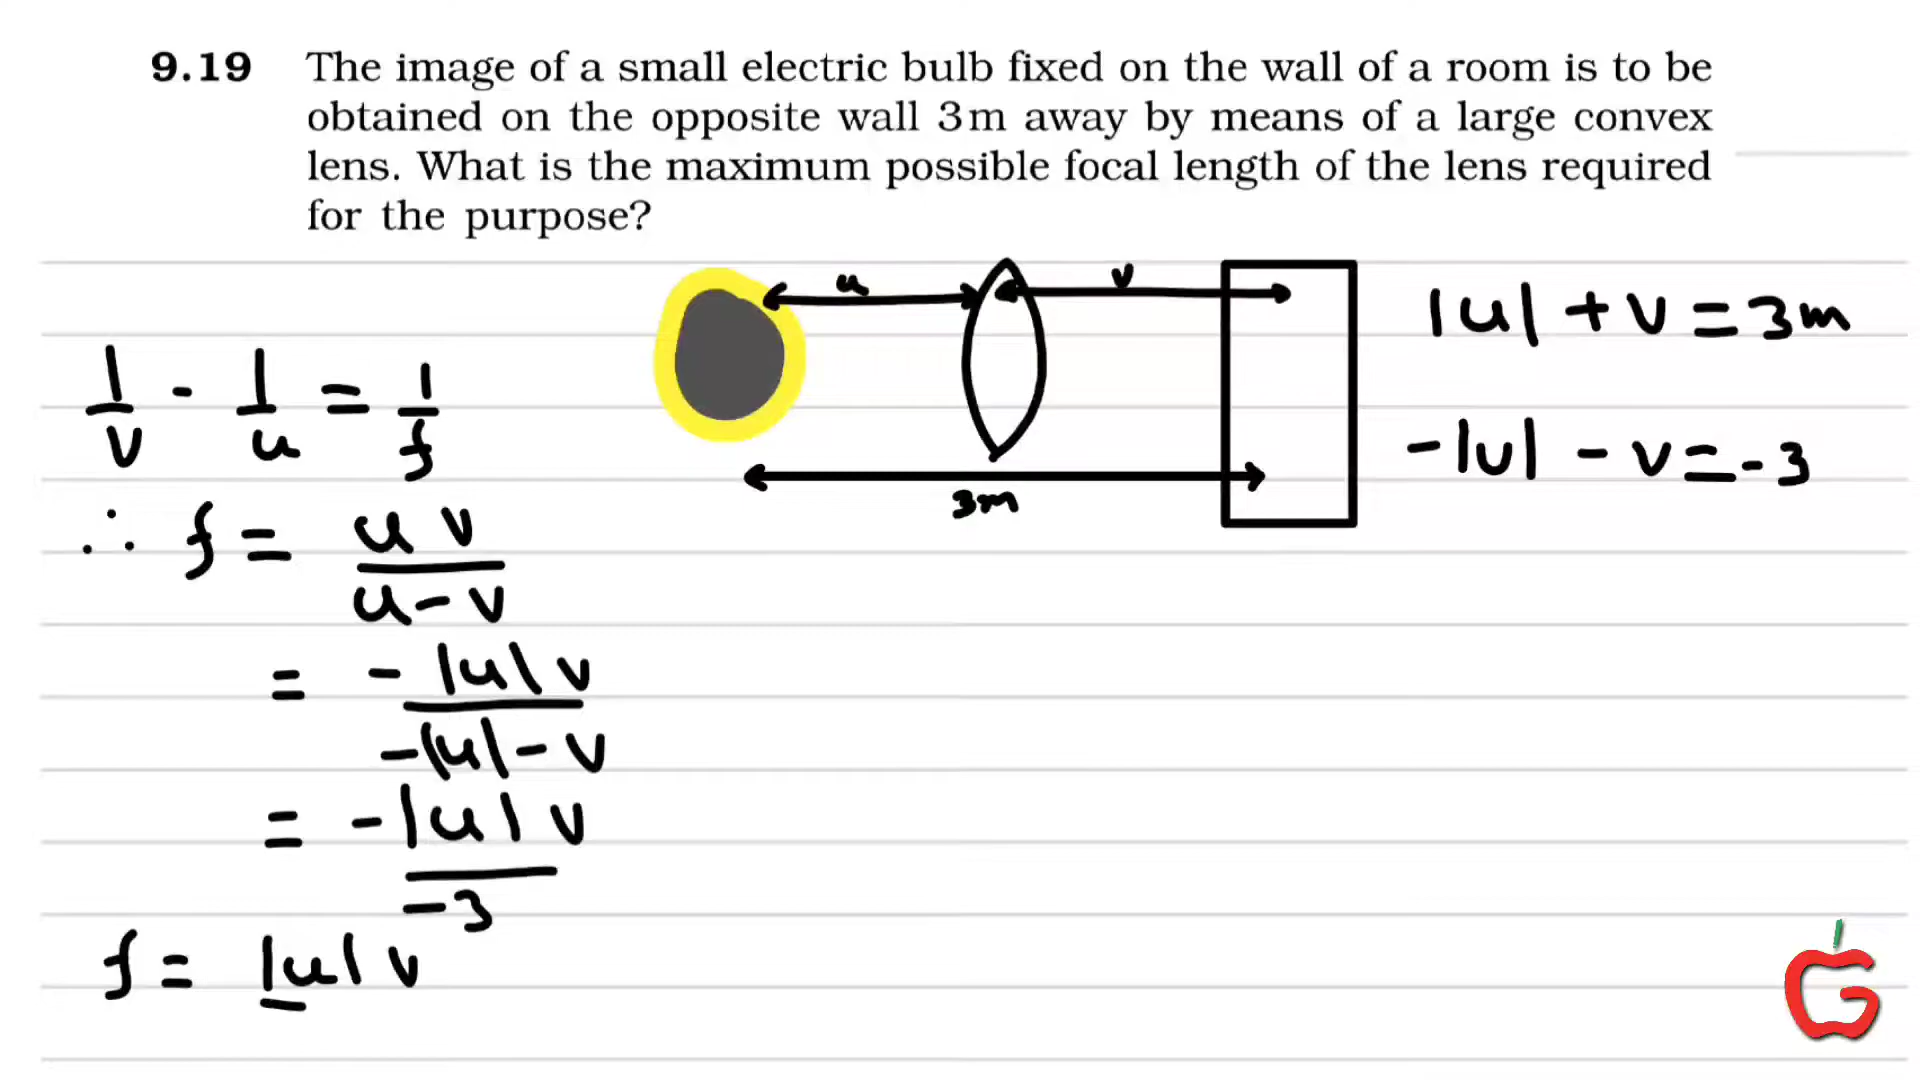 9.19 The image of a small electric bulb fixed on the wall of a room is to be
obtained on the opposite wall 3m away by means of a large convex
lens. What is the maximum possible focal length of the lens required
for the purpose?
u v
|u| + v = 3m
3m
-|u| - v = -3
1/v - 1/u = 1/f
∴ f = uv/u-v
= -|u|v/-|u|-v
= -|u|v/-3
f = |u|v
G